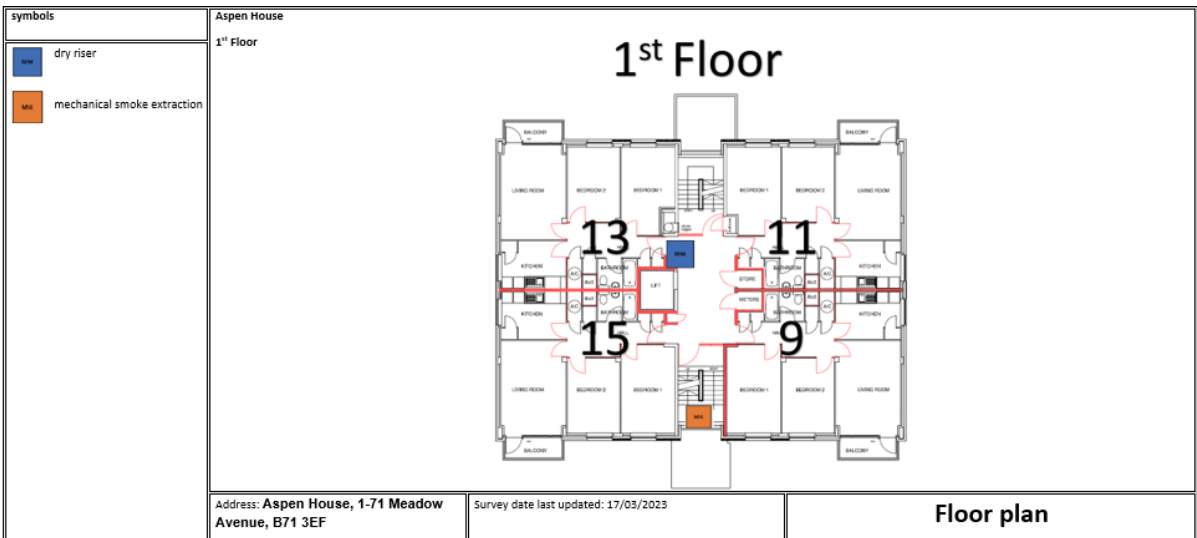 symbols
dry riser
mechanical smoke extraction
MSE
Aspen House
1st Floor
1st Floor
BALCONY
BALCONY
LIVING ROOM
BEDROOM 2
BEDROOM 1
BEDROOM 1
BEDROOM 2
LIVING ROOM
13
11
KITCHEN
BATHROOM
LIFT
STORE
BATHROOM
KITCHEN
A/C
A/C
KITCHEN
BATHROOM
METERS
BATHROOM
KITCHEN
A/C
A/C
15
HALL
9
LIVING ROOM
BEDROOM 2
BEDROOM 1
BEDROOM 1
BEDROOM 2
LIVING ROOM
MSE
BALCONY
BALCONY
Address: Aspen House, 1-71 Meadow
Avenue, B71 3EF
Survey date last updated: 17/03/2023
Floor plan